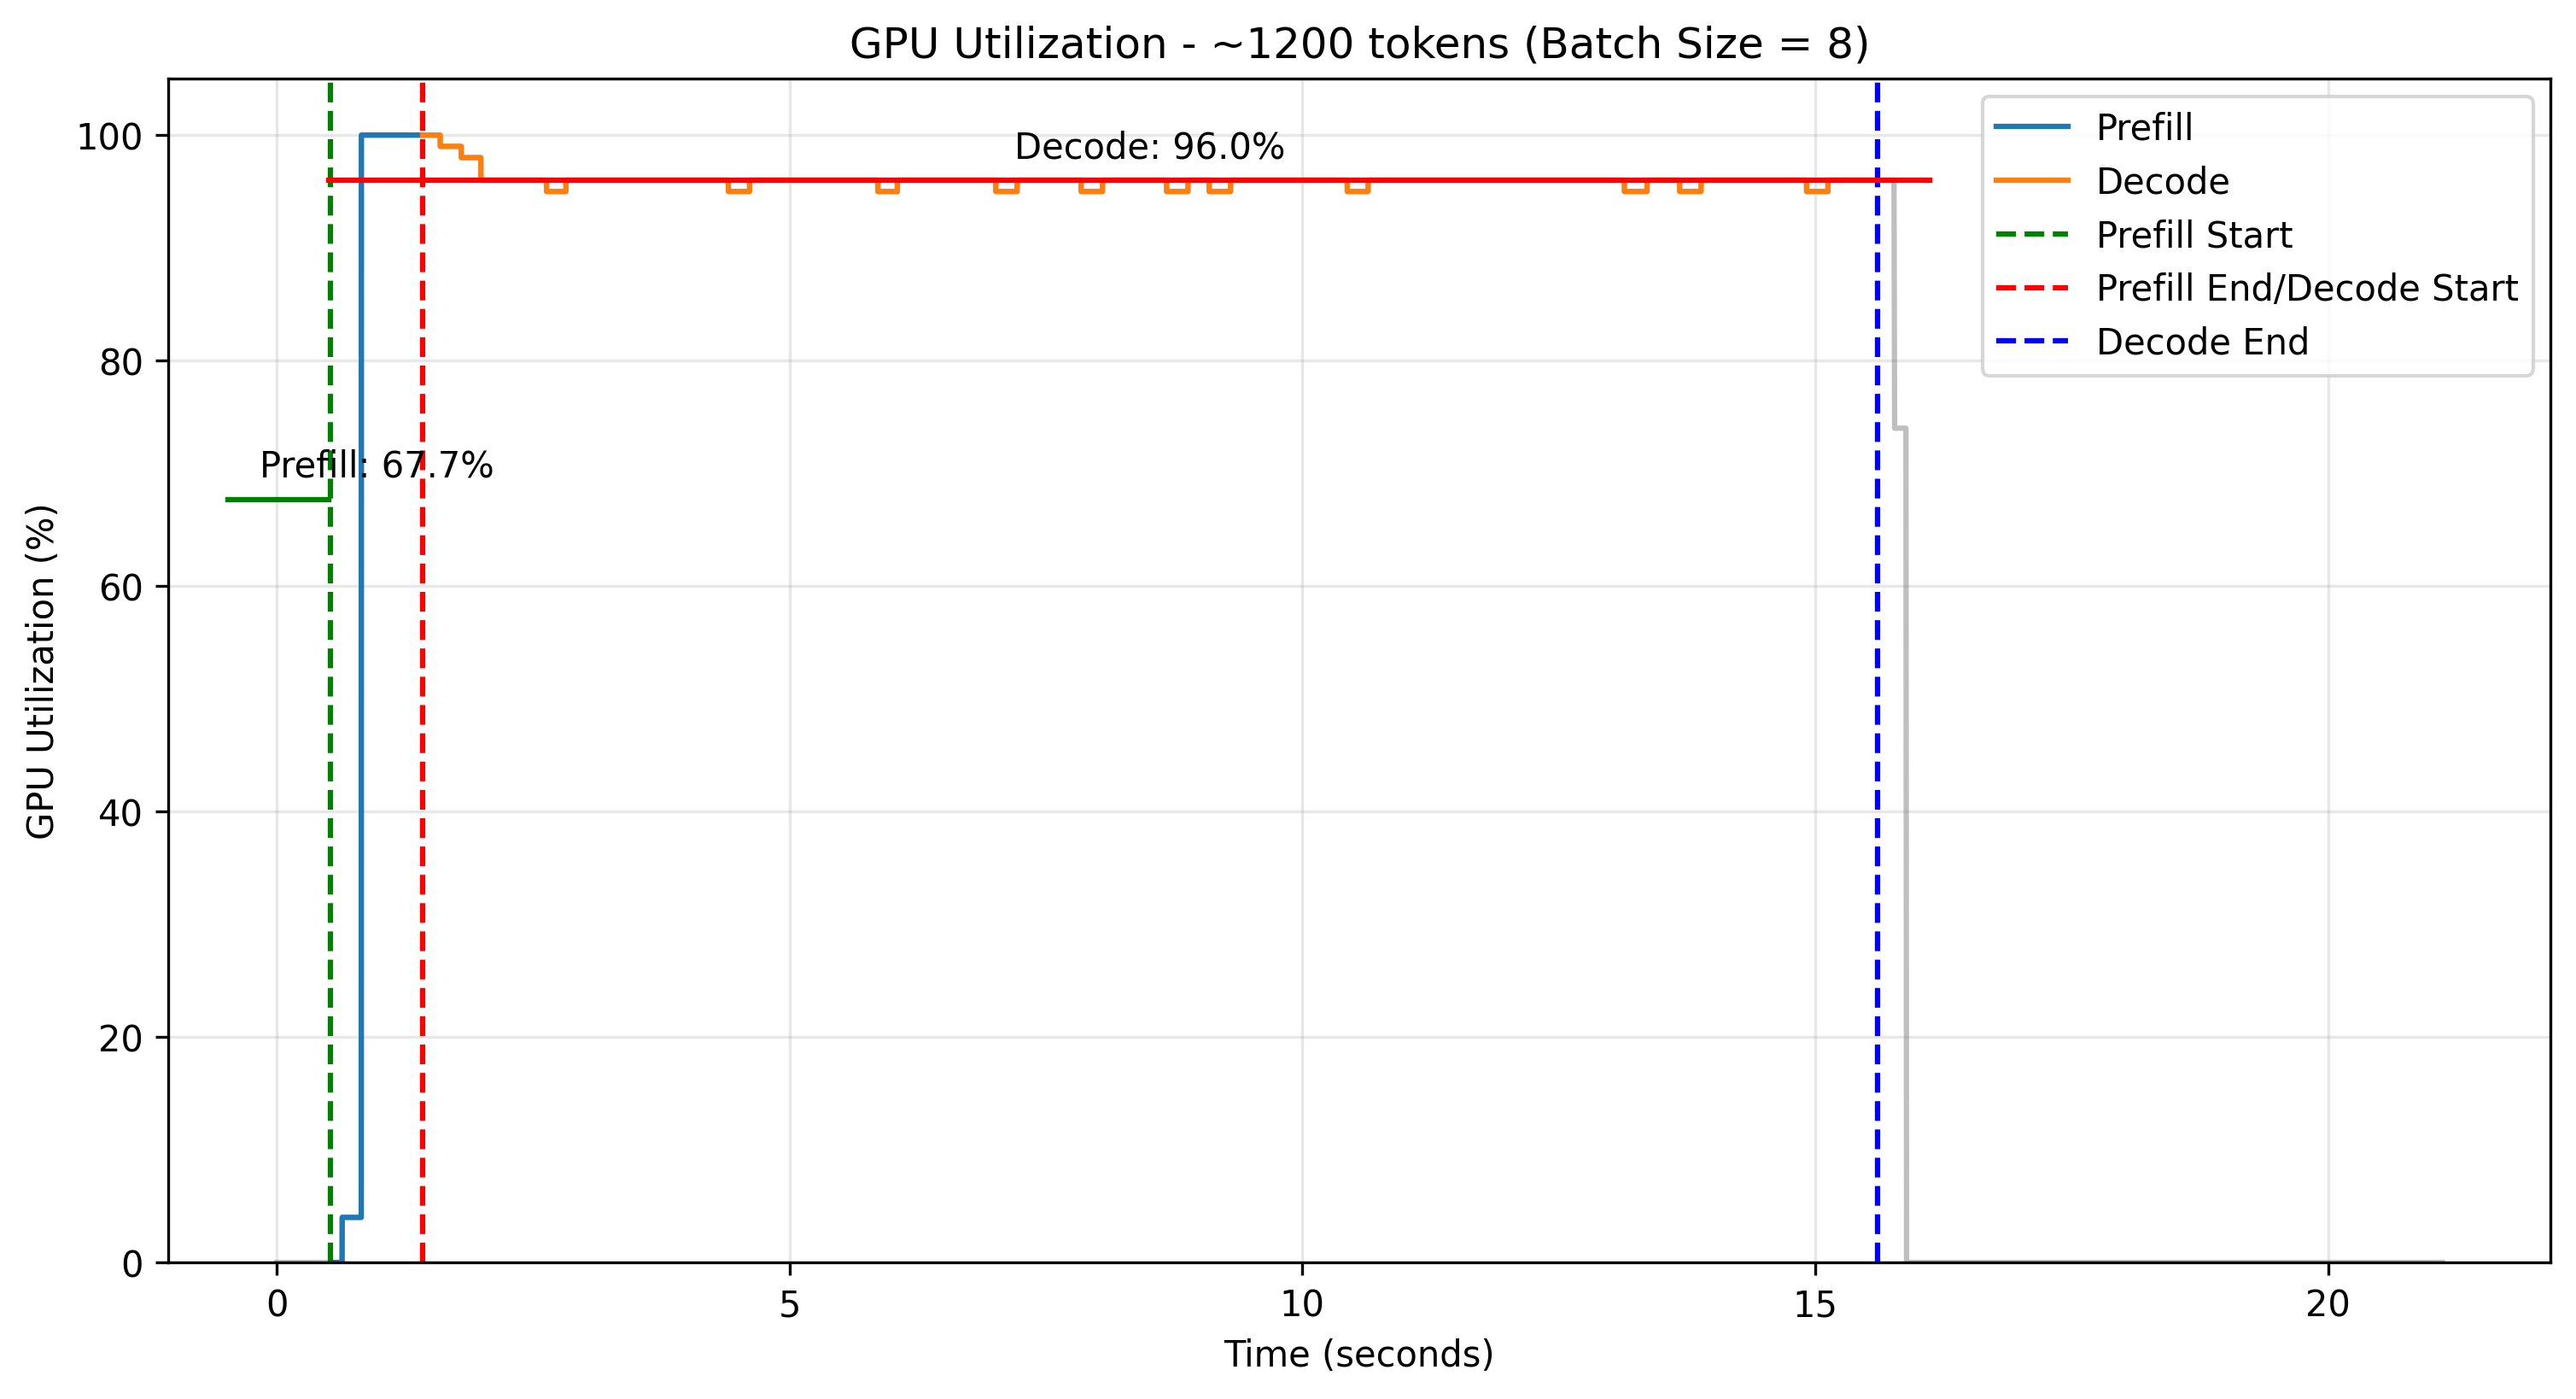 GPU Utilization - ~1200 tokens (Batch Size = 8)
GPU Utilization (%)
100
80
60
40
20
0
Decode: 96.0%
Prefill: 67.7%
Prefill
Decode
Prefill Start
Prefill End/Decode Start
Decode End
0
5
10
15
20
Time (seconds)